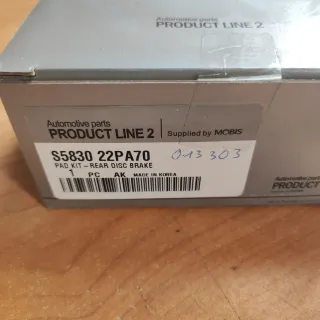 Automotive parts
PRODUCT LINE 2
Automotive parts
PRODUCT LINE 2
Supplied by MOBIS
S5830 22PA70
013303
PAD KIT-REAR DISC BRAKE
1 PC AK MADE IN KOREA
Automotive parts
PRODUCT